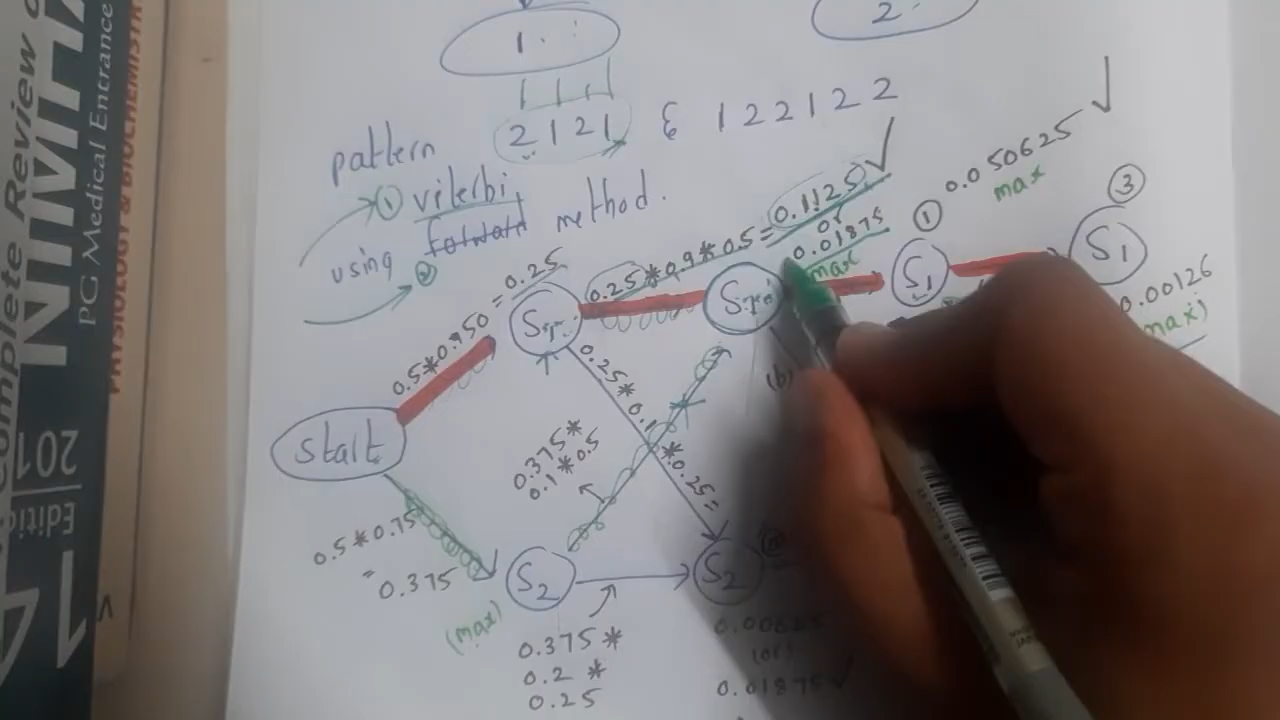 Complete Review of
NIMHANS
PG Medical Entrance
Edition 201
PHYSIOLOGY & BIOCHEMISTRY
1
2
pattern 2 1 2 1 & 1 2 2 1 2 2
using ① viterbi, method.
② forward
0.050625
max
③
①
0.1125
or
0.01875
max
0.5*0.950 = 0.25
0.25*0.9*0.5=
S1
S1
0.00126
(max)
start
0.25*0.1*0.25=
(b)
0.375*
0.1*0.5
0.5*0.75
=0.375
(max)
S2
S2
0.375*
0.2*
0.25
0.00625
(or)
0.01875